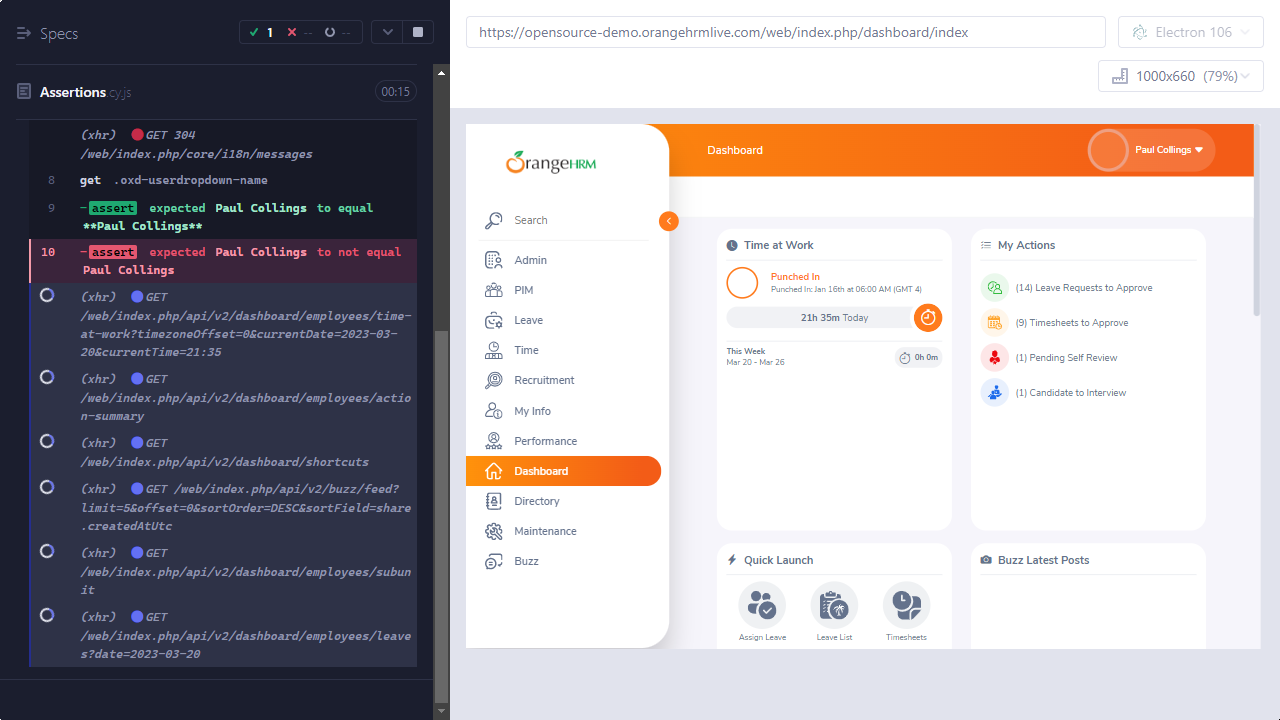 Specs
1
--
--
Assertions.cy.js
00:15
(xhr) GET 304
/web/index.php/core/i18n/messages
8 get .oxd-userdropdown-name
9 -assert expected Paul Collings to equal
**Paul Collings**
10 -assert expected Paul Collings to not equal
Paul Collings
(xhr) GET
/web/index.php/api/v2/dashboard/employees/time-
at-work?timezoneOffset=0&currentDate=2023-03-
20&currentTime=21:35
(xhr) GET
/web/index.php/api/v2/dashboard/employees/actio
n-summary
(xhr) GET
/web/index.php/api/v2/dashboard/shortcuts
(xhr) GET /web/index.php/api/v2/buzz/feed?
limit=5&offset=0&sortOrder=DESC&sortField=share
.createdAtUtc
(xhr) GET
/web/index.php/api/v2/dashboard/employees/subun
it
(xhr) GET
/web/index.php/api/v2/dashboard/employees/leave
s?date=2023-03-20
https://opensource-demo.orangehrmlive.com/web/index.php/dashboard/index
Electron 106
1000x660 (79%)
OrangeHRM
Dashboard
Paul Collings
Search
Admin
PIM
Leave
Time
Recruitment
My Info
Performance
Dashboard
Directory
Maintenance
Buzz
Time at Work
Punched In
Punched In: Jan 16th at 06:00 AM (GMT 4)
21h 35m Today
This Week
Mar 20 - Mar 26
0h 0m
My Actions
(14) Leave Requests to Approve
(9) Timesheets to Approve
(1) Pending Self Review
(1) Candidate to Interview
Quick Launch
Assign Leave
Leave List
Timesheets
Buzz Latest Posts